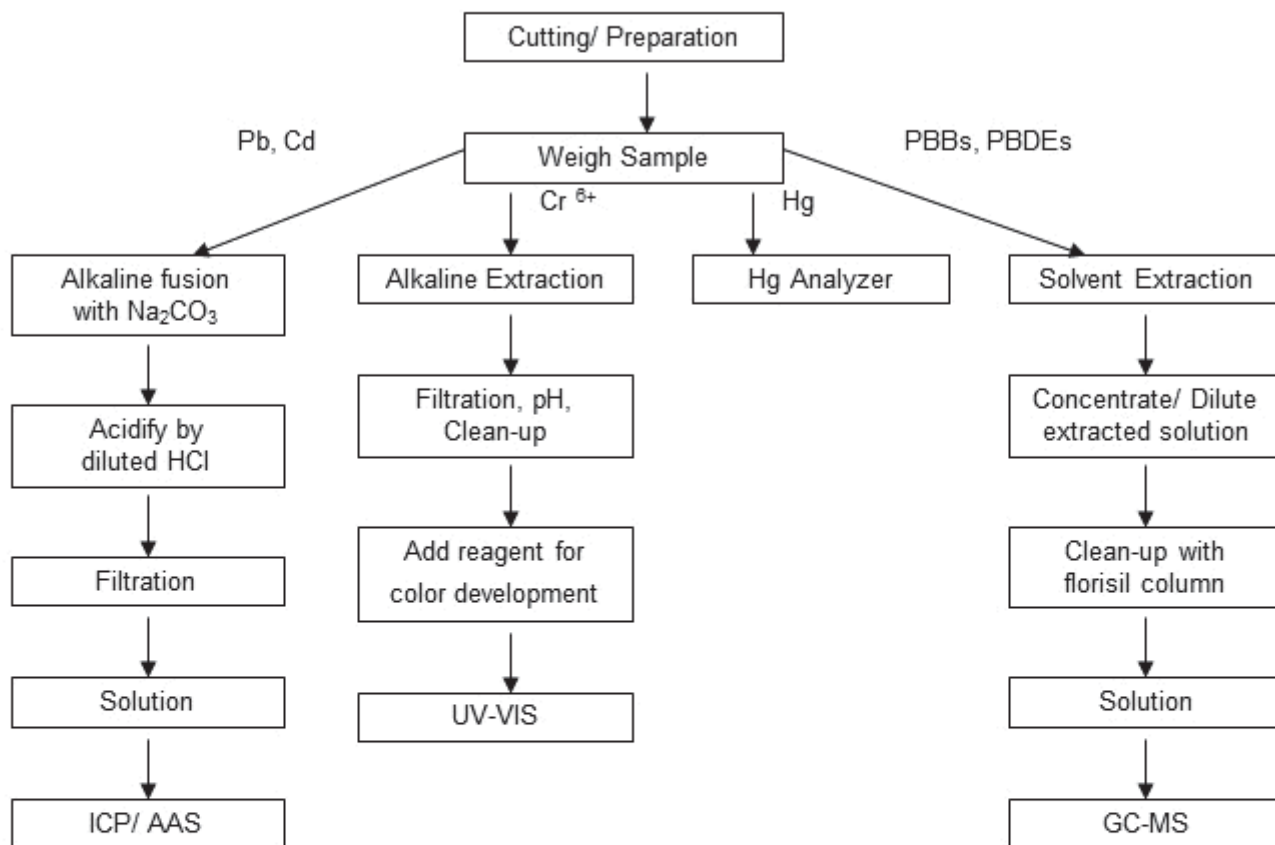 Cutting/ Preparation
Pb, Cd
PBBs, PBDEs
Weigh Sample
Cr ⁶⁺
Hg
Alkaline fusion
with Na₂CO₃
Alkaline Extraction
Hg Analyzer
Solvent Extraction
Acidify by
diluted HCl
Filtration, pH,
Clean-up
Concentrate/ Dilute
extracted solution
Filtration
Add reagent for
color development
Clean-up with
florisil column
Solution
UV-VIS
Solution
ICP/ AAS
GC-MS